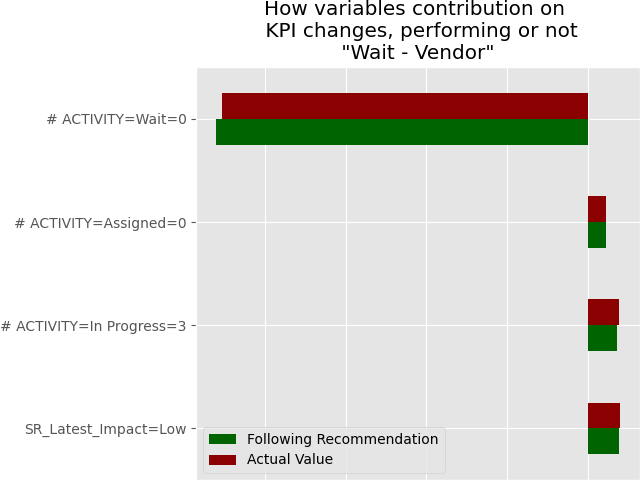 How variables contribution on
KPI changes, performing or not
"Wait - Vendor"
# ACTIVITY=Wait=0
# ACTIVITY=Assigned=0
# ACTIVITY=In Progress=3
SR_Latest_Impact=Low
Following Recommendation
Actual Value